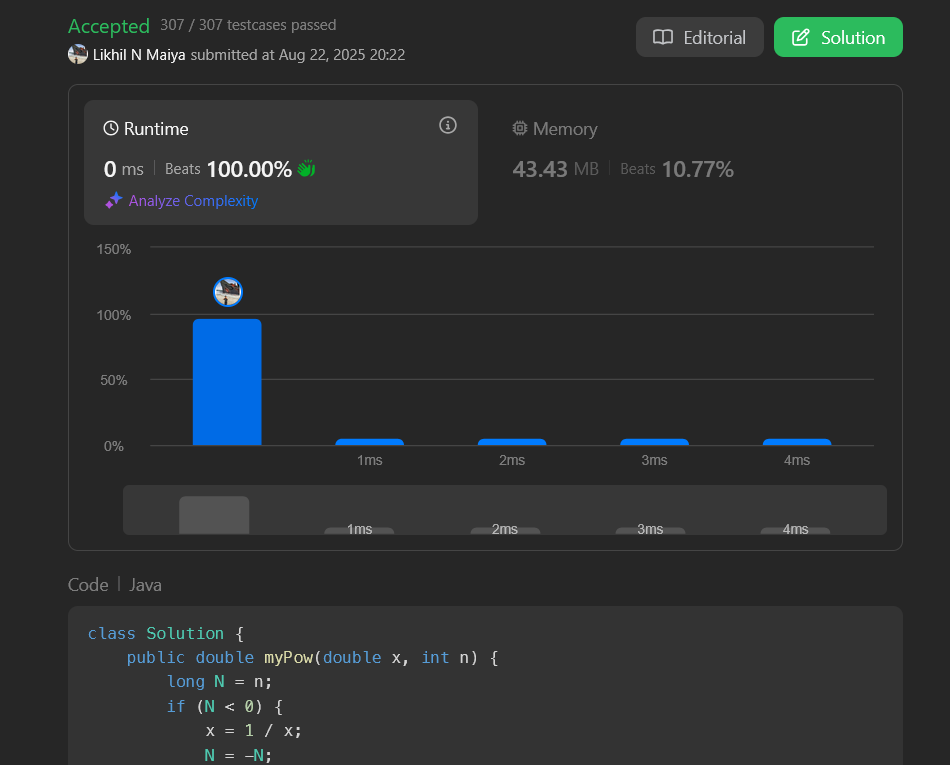 Accepted 307 / 307 testcases passed
Likhil N Maiya submitted at Aug 22, 2025 20:22
Editorial
Solution
Runtime
0 ms | Beats 100.00%
Analyze Complexity
Memory
43.43 MB | Beats 10.77%
150%
100%
50%
0%
1ms 2ms 3ms 4ms
1ms 2ms 3ms 4ms
Code | Java
class Solution {
    public double myPow(double x, int n) {
        long N = n;
        if (N < 0) {
            x = 1 / x;
            N = -N;